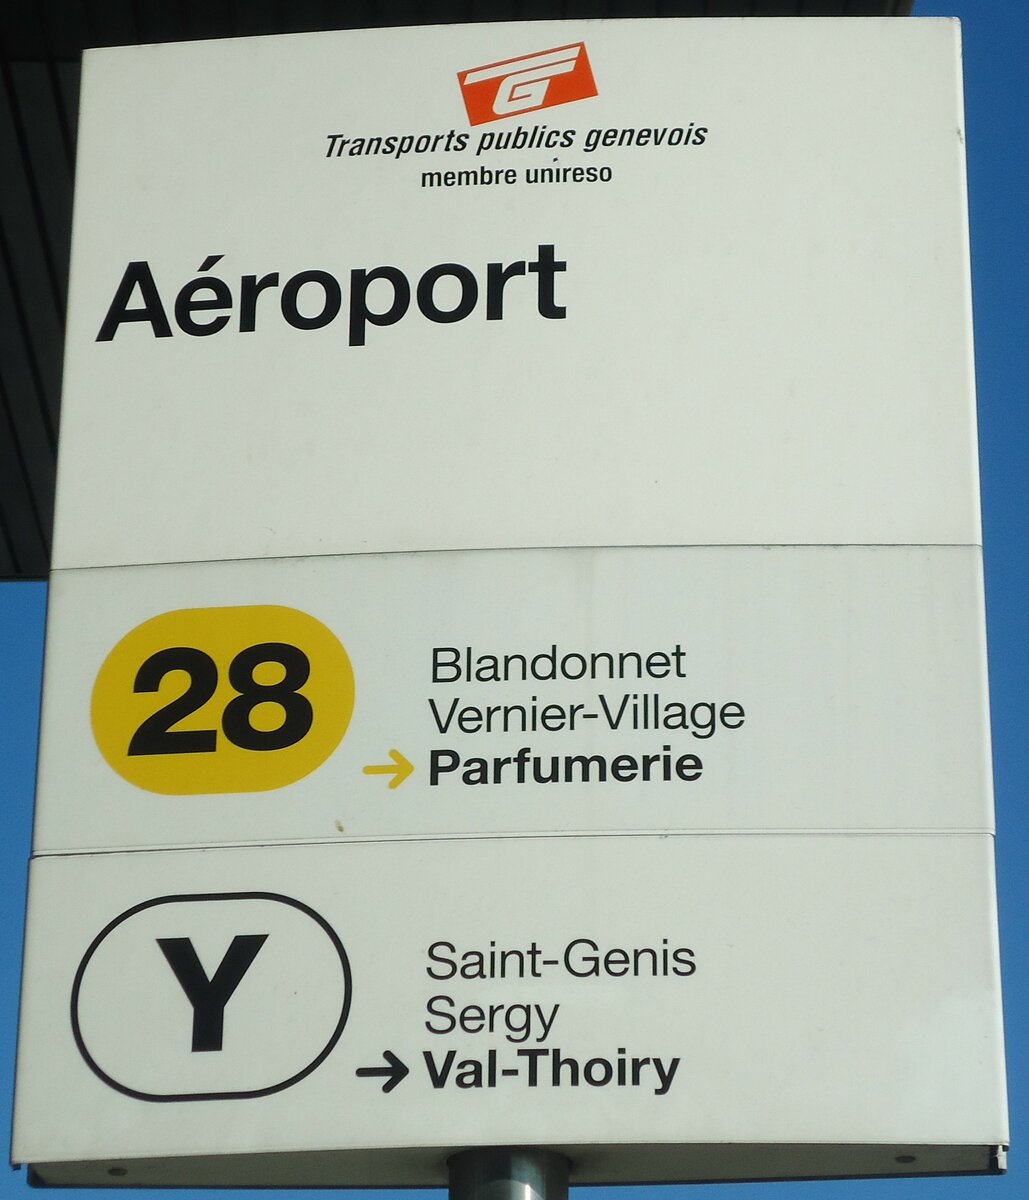 TG
Transports publics genevois
membre unireso
Aéroport
28
Blandonnet
Vernier-Village
→ Parfumerie
Y
Saint-Genis
Sergy
→ Val-Thoiry